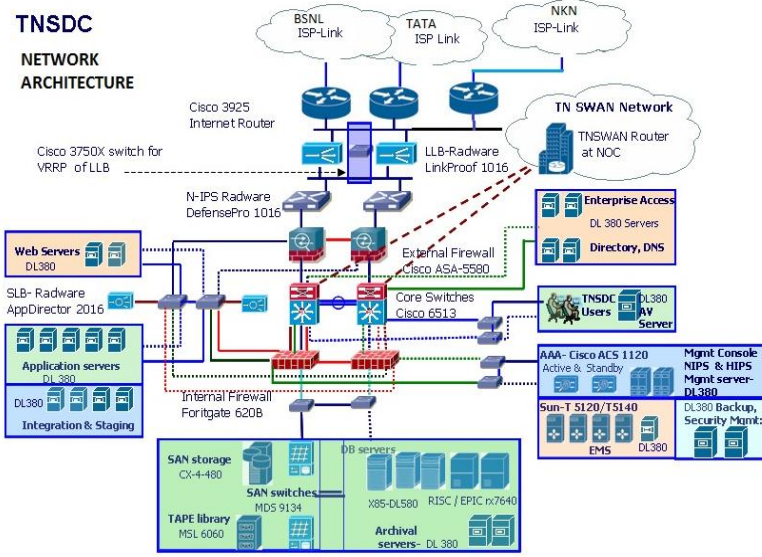 TNSDC
NETWORK
ARCHITECTURE
BSNL
ISP-Link
TATA
ISP Link
NKN
ISP-Link
Cisco 3925
Internet Router
TN SWAN Network
TNSWAN Router
at NOC
Cisco 3750X switch for
VRRP of LLB
LLB-Radware
LinkProof 1016
N-IPS Radware
DefensePro 1016
Enterprise Access
DL 380 Servers
Directory, DNS
Web Servers
DL380
External Firewall
Cisco ASA-5580
SLB- Radware
AppDirector 2016
Core Switches
Cisco 6513
TNSDC
Users
DL380
AV
Server
Application servers
DL 380
AAA- Cisco ACS 1120
Active & Standby
Mgmt Console
NIPS & HIPS
Mgmt server-
DL380
DL380
Integration & Staging
Internal Firewall
Foritgate 620B
Sun-T 5120/T5140
EMS
DL380
DL380 Backup,
Security Mgmt:
SAN storage
CX-4-480
DB servers
SAN switches
MDS 9134
X85-DL580
RISC / EPIC rx7640
TAPE library
MSL 6060
Archival
servers- DL 380